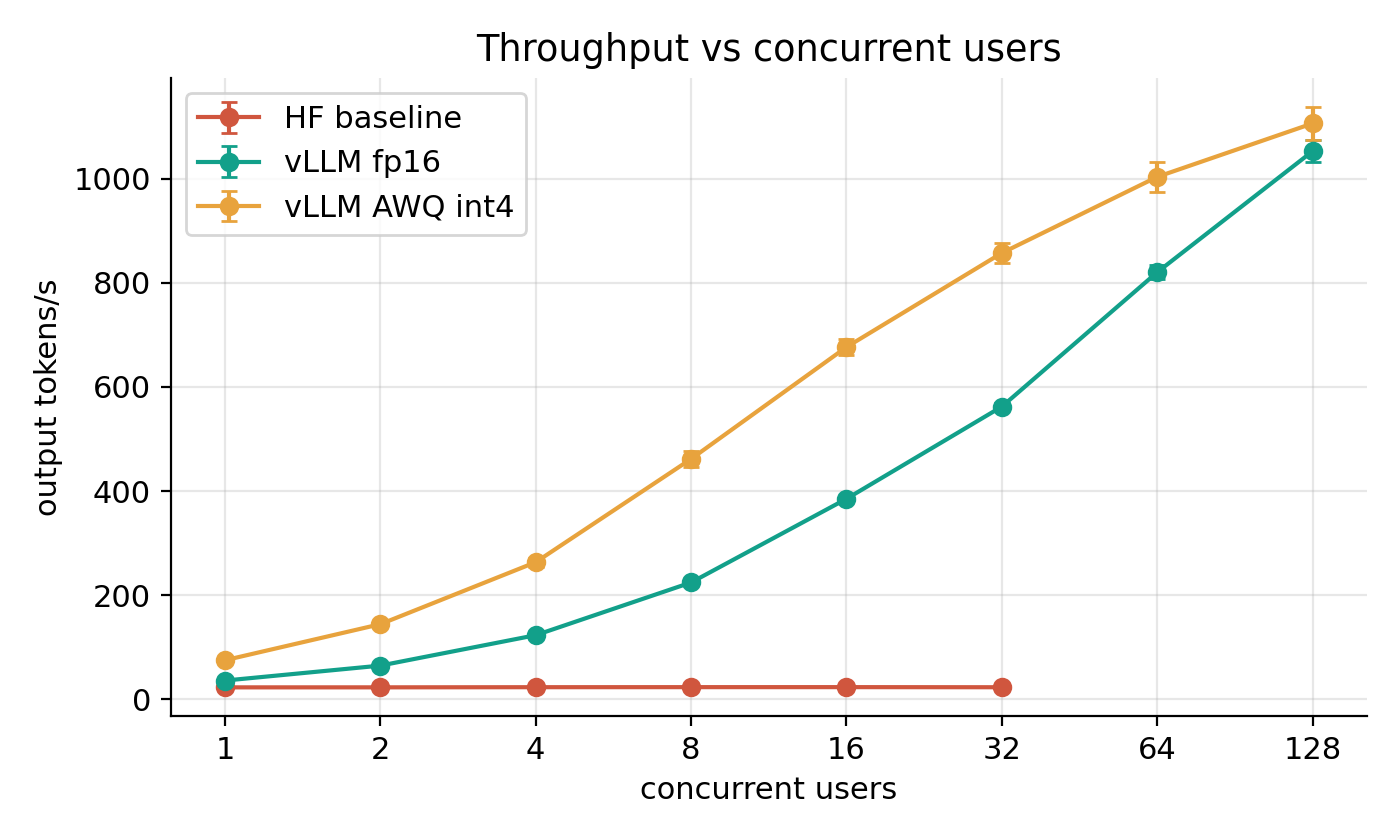 Throughput vs concurrent users
HF baseline
vLLM fp16
vLLM AWQ int4
output tokens/s
1000
800
600
400
200
0
1 2 4 8 16 32 64 128
concurrent users